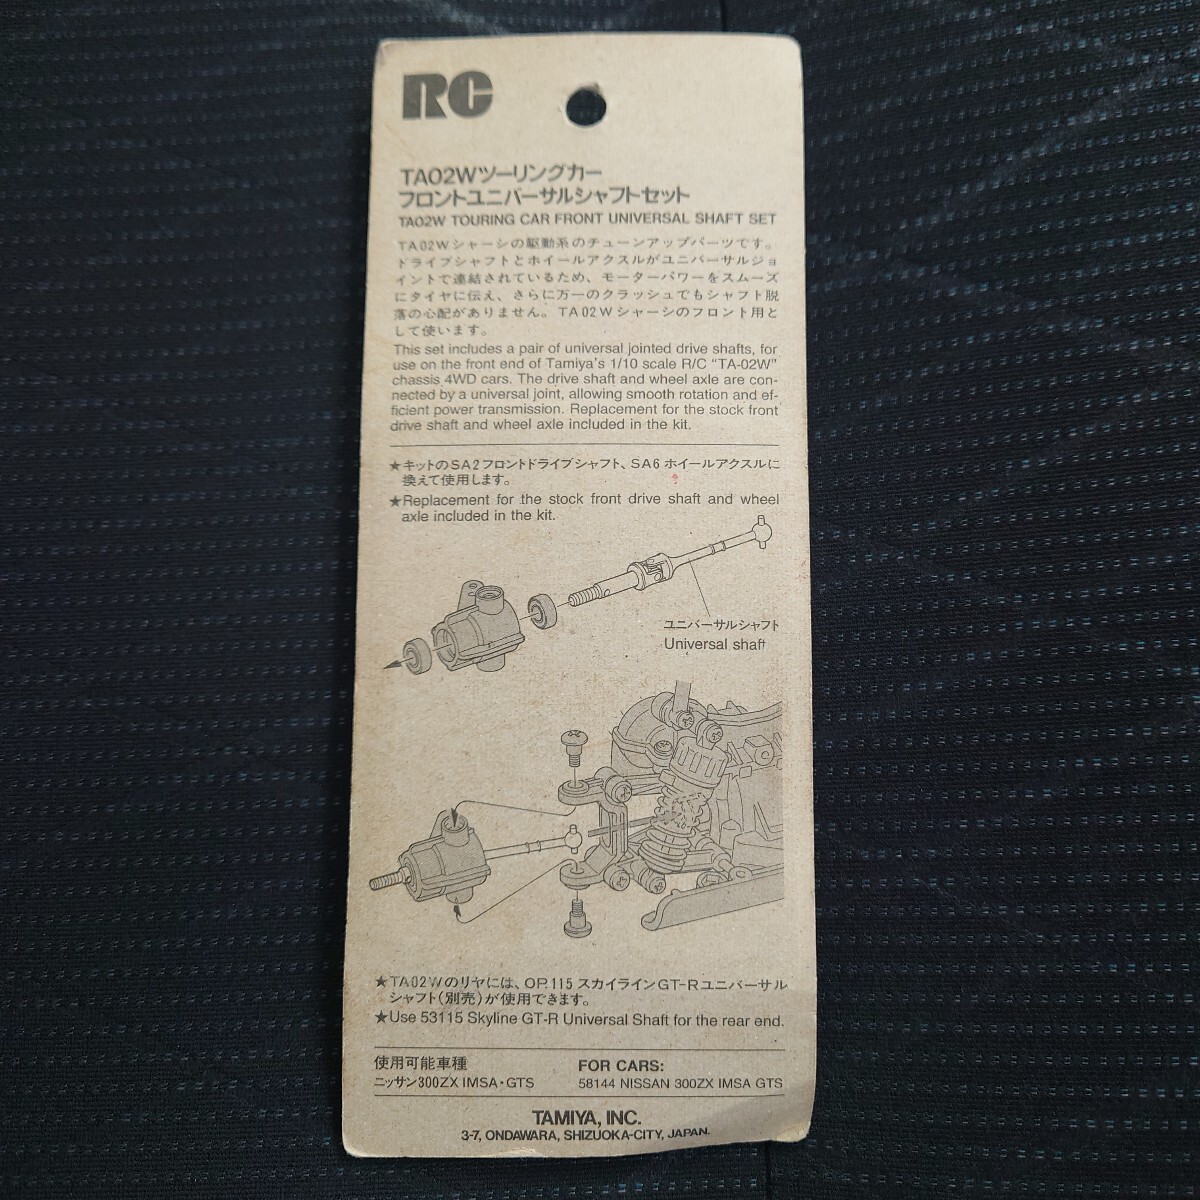 RC
TA02Wツーリングカー
フロントユニバーサルシャフトセット
TA02W TOURING CAR FRONT UNIVERSAL SHAFT SET
TA02Wシャーシの駆動系のチューンアップパーツです。
ドライブシャフトとホイールアクスルがユニバーサルジョ
イントで連結されているため、モーターパワーをスムーズ
にタイヤに伝え、さらに万一のクラッシュでもシャフト脱
落の心配がありません。TA02Wシャーシのフロント用と
して使います。
This set includes a pair of universal jointed drive shafts, for
use on the front end of Tamiya's 1/10 scale R/C "TA-02W"
chassis 4WD cars. The drive shaft and wheel axle are con-
nected by a universal joint, allowing smooth rotation and ef-
ficient power transmission. Replacement for the stock front
drive shaft and wheel axle included in the kit.
★キットのSA2フロントドライブシャフト、SA6ホイールアクスルに
換えて使用します。
★Replacement for the stock front drive shaft and wheel
axle included in the kit.
ユニバーサルシャフト
Universal shaft
★TA02Wのリヤには、OP.115 スカイラインGT-Rユニバーサル
シャフト(別売)が使用できます。
★Use 53115 Skyline GT-R Universal Shaft for the rear end.
使用可能車種
ニッサン300ZX IMSA・GTS
FOR CARS:
58144 NISSAN 300ZX IMSA GTS
TAMIYA, INC.
3-7, ONDAWARA, SHIZUOKA-CITY, JAPAN.